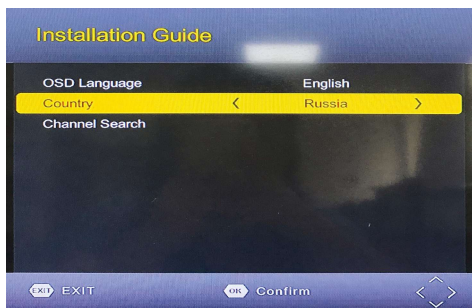 Installation Guide
OSD Language English
Country < Russia >
Channel Search
EXIT EXIT OK Confirm